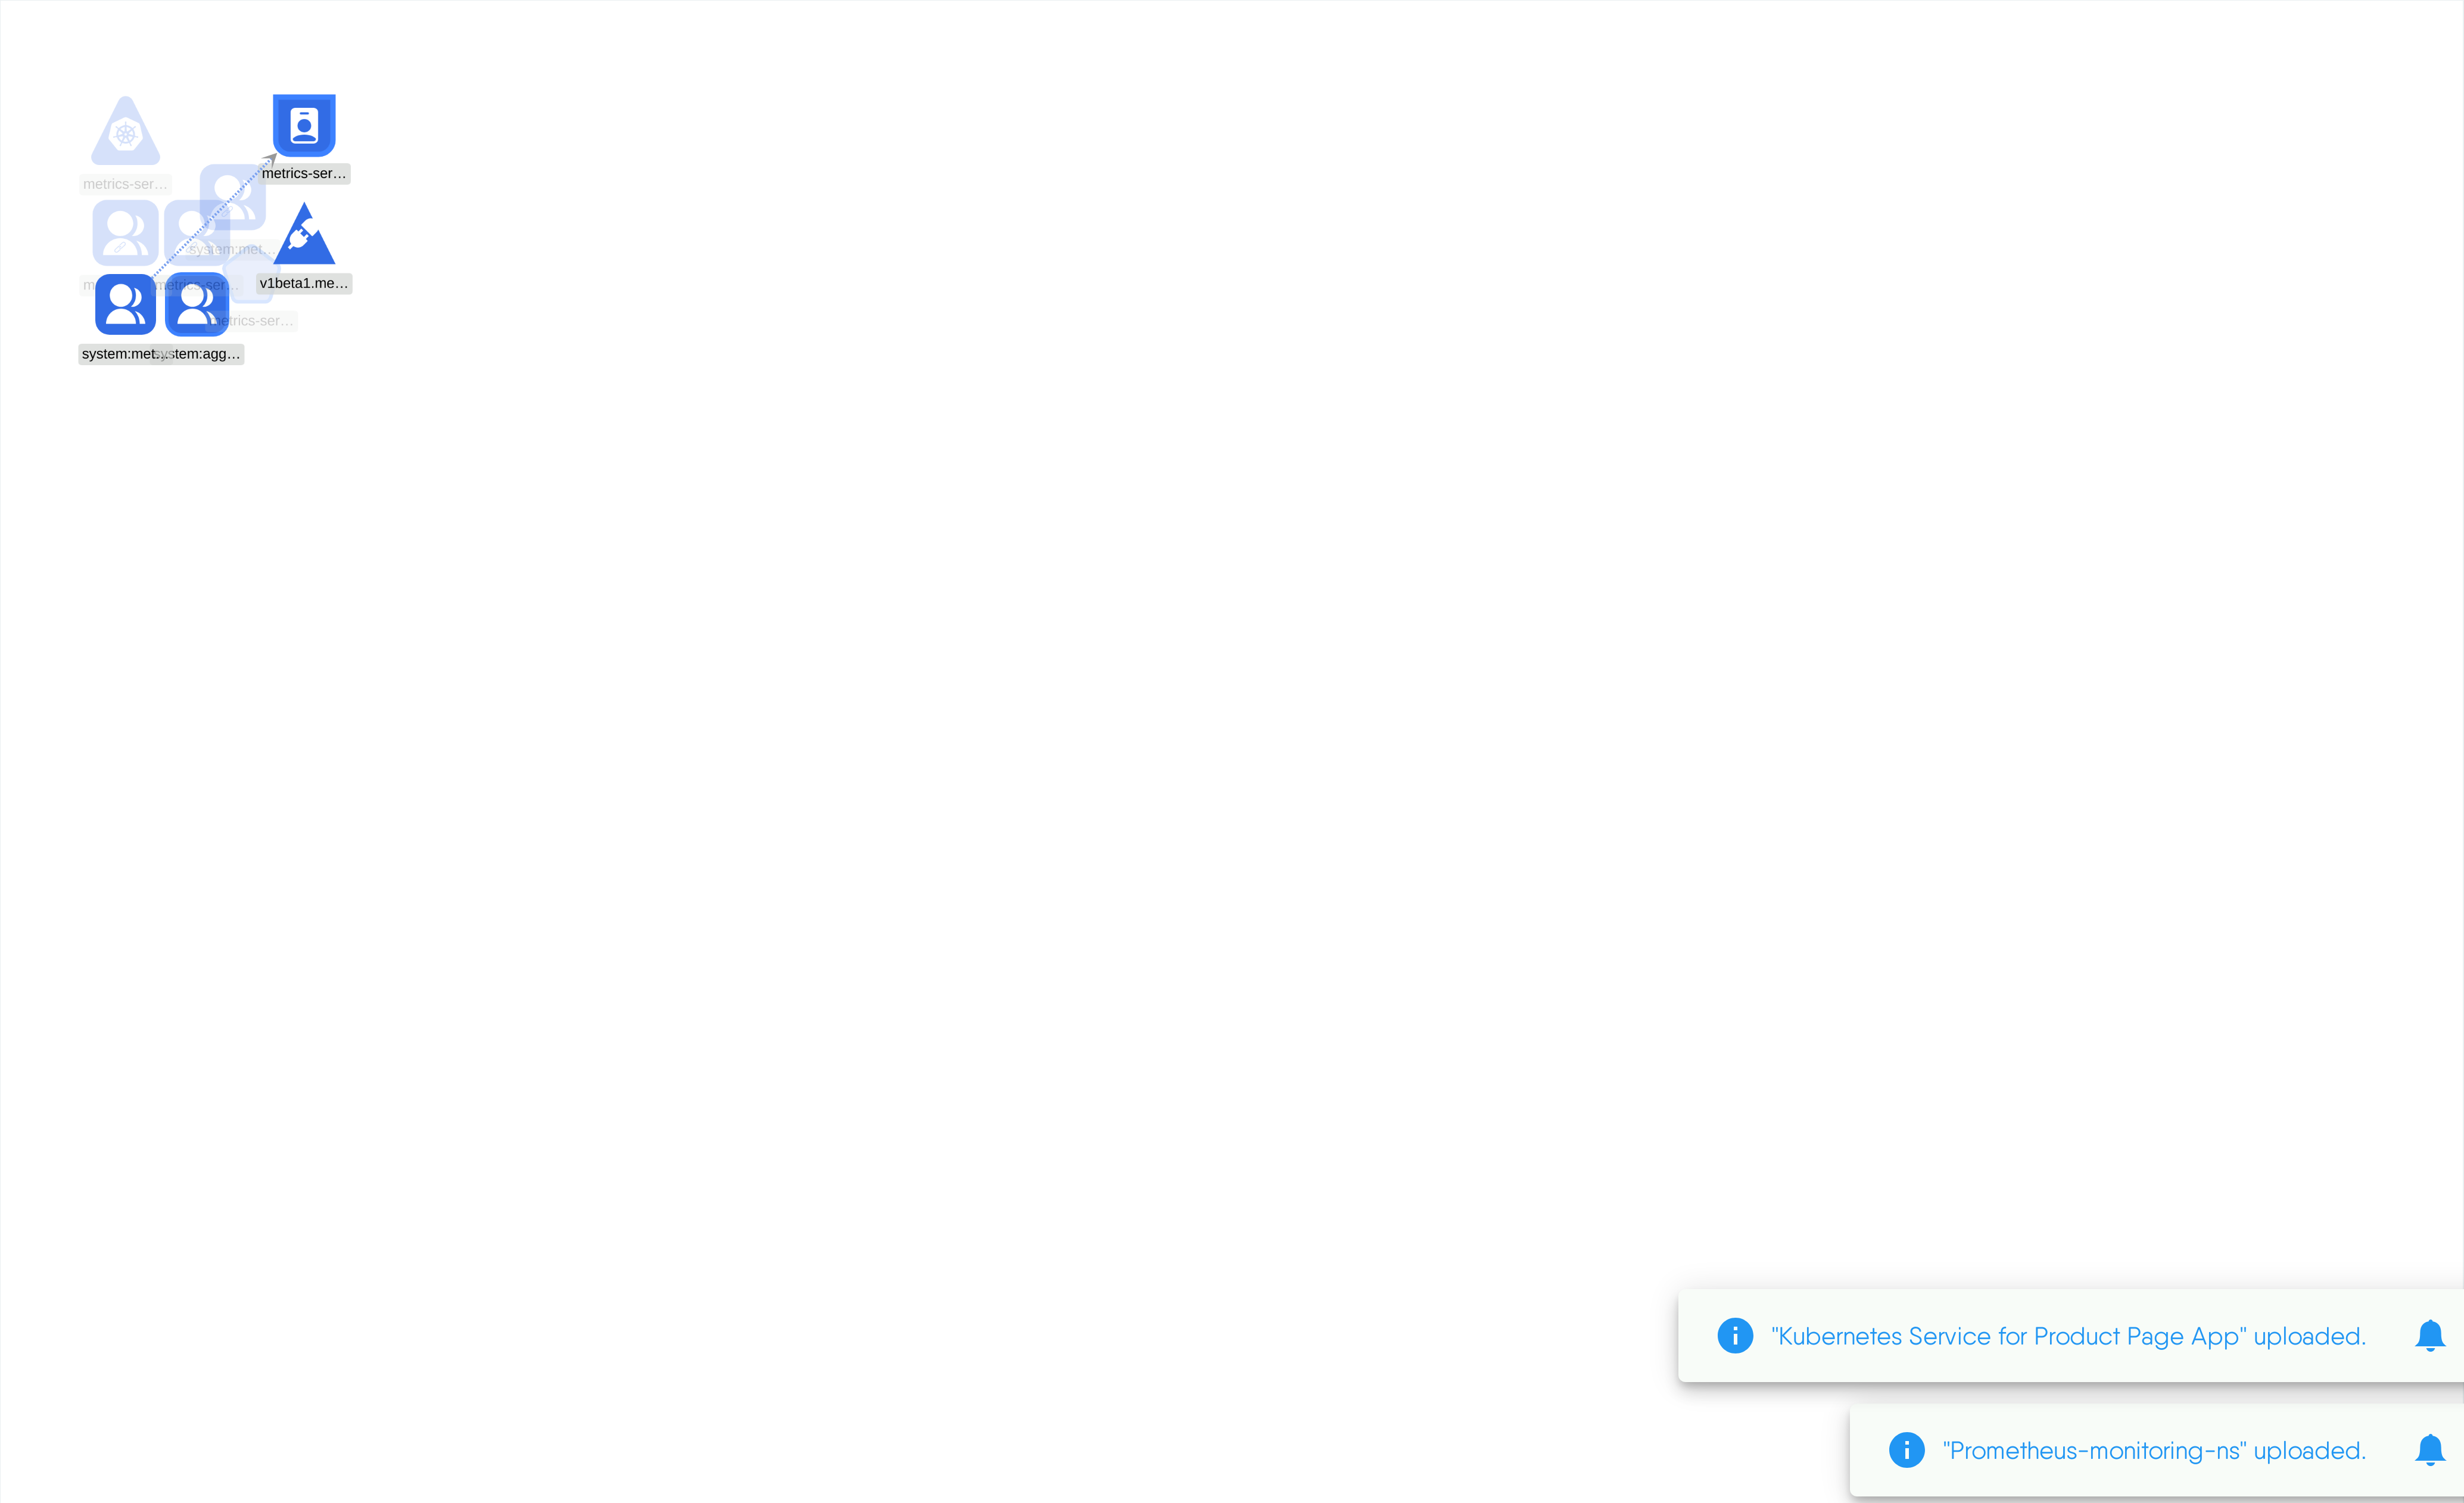 metrics-ser…
metrics-ser…
system:met…
metrics-ser…
v1beta1.me…
metrics-ser…
system:met…
system:agg…
"Kubernetes Service for Product Page App" uploaded.
"Prometheus-monitoring-ns" uploaded.